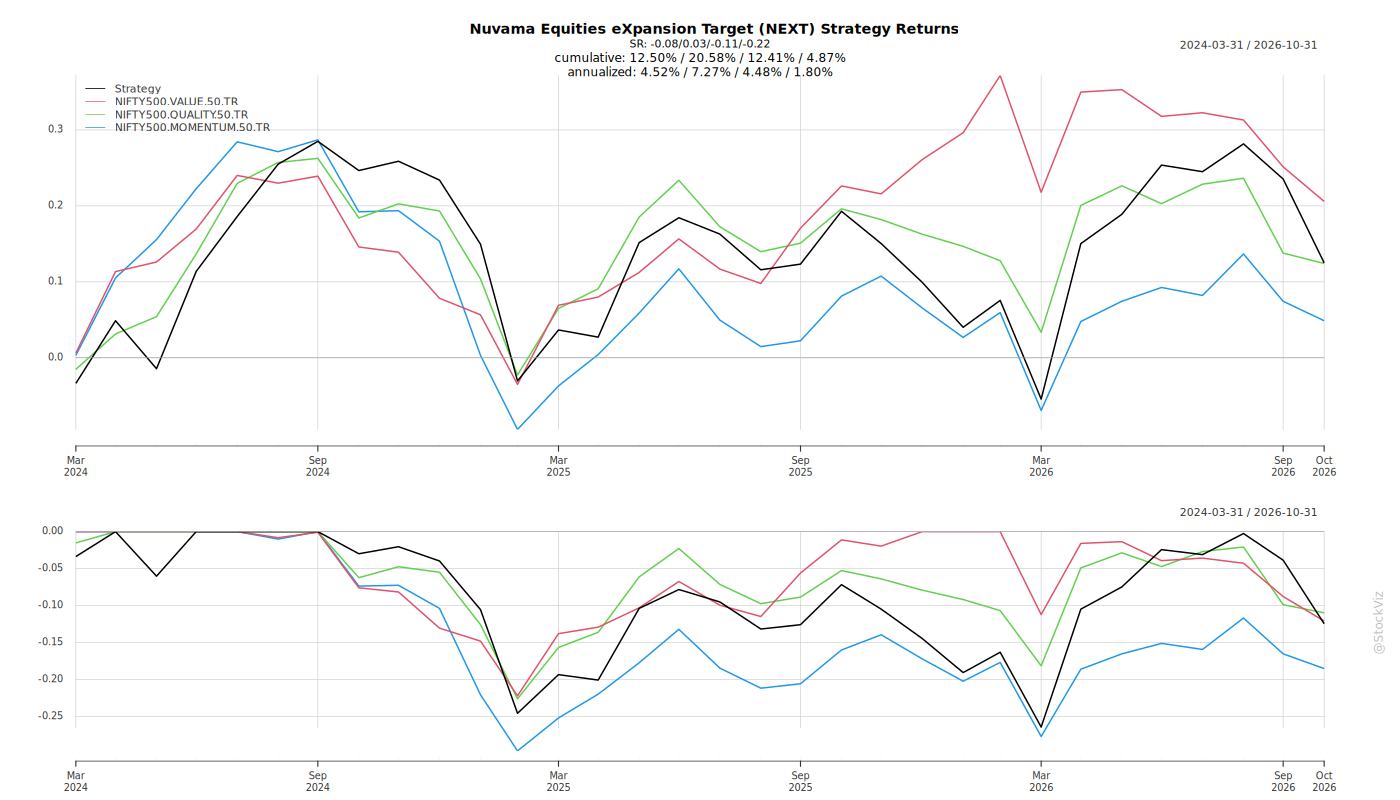 Nuvama Equities eXpansion Target (NEXT) Strategy Returns
SR: -0.08/0.03/-0.11/-0.22
cumulative: 12.50% / 20.58% / 12.41% / 4.87%
annualized: 4.52% / 7.27% / 4.48% / 1.80%
2024-03-31 / 2026-10-31
Strategy
NIFTY500.VALUE.50.TR
NIFTY500.QUALITY.50.TR
NIFTY500.MOMENTUM.50.TR
0.3
0.2
0.1
0.0
Mar Sep Mar Sep Mar Sep Oct
2024 2024 2025 2025 2026 2026 2026
2024-03-31 / 2026-10-31
0.00
-0.05
-0.10
-0.15
-0.20
-0.25
Mar Sep Mar Sep Mar Sep Oct
2024 2024 2025 2025 2026 2026 2026
@StockViz